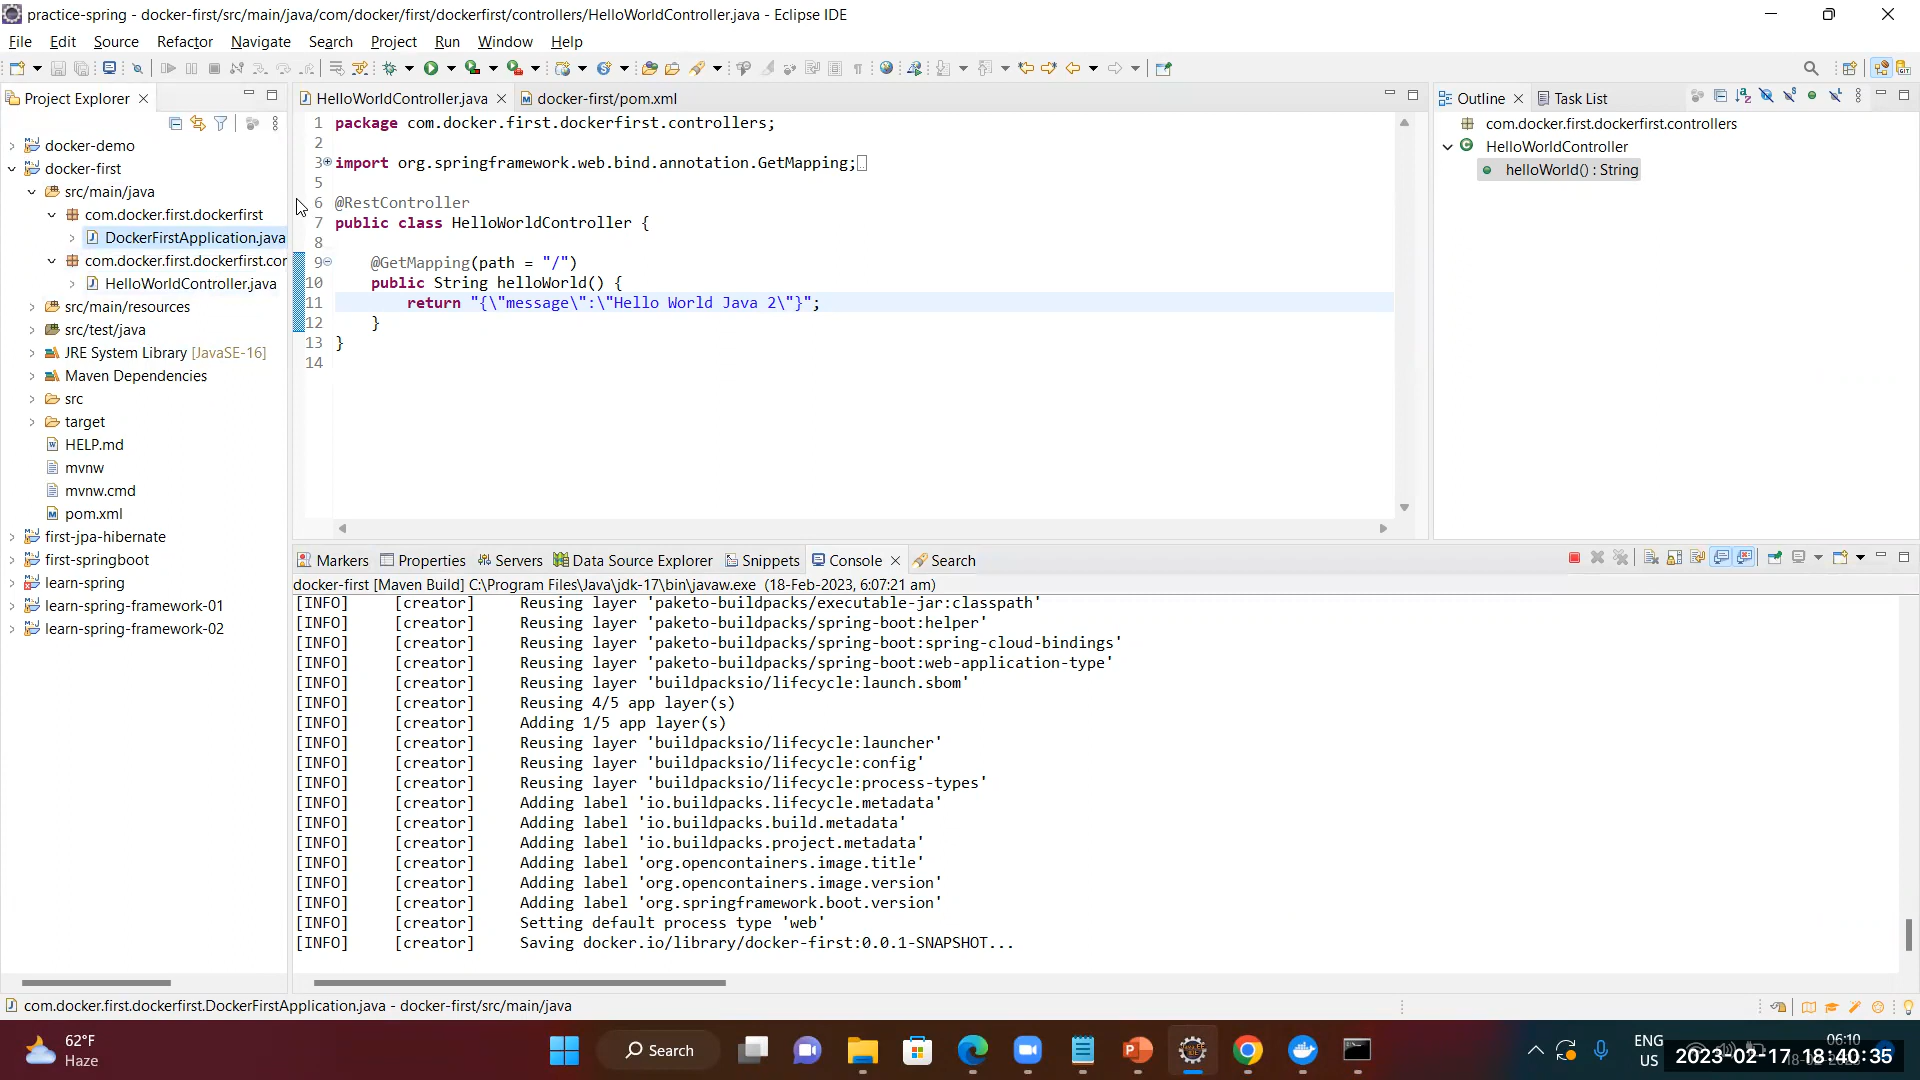 practice-spring - docker-first/src/main/java/com/docker/first/dockerfirst/controllers/HelloWorldController.java - Eclipse IDE
File Edit Source Refactor Navigate Search Project Run Window Help
Project Explorer
docker-demo
docker-first
src/main/java
com.docker.first.dockerfirst
DockerFirstApplication.java
com.docker.first.dockerfirst.cor
HelloWorldController.java
src/main/resources
src/test/java
JRE System Library [JavaSE-16]
Maven Dependencies
src
target
HELP.md
mvnw
mvnw.cmd
pom.xml
first-jpa-hibernate
first-springboot
learn-spring
learn-spring-framework-01
learn-spring-framework-02
HelloWorldController.java docker-first/pom.xml
1 package com.docker.first.dockerfirst.controllers;
2
3 import org.springframework.web.bind.annotation.GetMapping;
5
6 @RestController
7 public class HelloWorldController {
8
9 @GetMapping(path = "/")
10 public String helloWorld() {
11 return "{\"message\":\"Hello World Java 2\"}";
12 }
13 }
14
Outline Task List
com.docker.first.dockerfirst.controllers
HelloWorldController
helloWorld() : String
Markers Properties Servers Data Source Explorer Snippets Console Search
docker-first [Maven Build] C:\Program Files\Java\jdk-17\bin\javaw.exe (18-Feb-2023, 6:07:21 am)
[INFO] [creator] Reusing layer 'paketo-buildpacks/executable-jar:classpath'
[INFO] [creator] Reusing layer 'paketo-buildpacks/spring-boot:helper'
[INFO] [creator] Reusing layer 'paketo-buildpacks/spring-boot:spring-cloud-bindings'
[INFO] [creator] Reusing layer 'paketo-buildpacks/spring-boot:web-application-type'
[INFO] [creator] Reusing layer 'buildpacksio/lifecycle:launch.sbom'
[INFO] [creator] Reusing 4/5 app layer(s)
[INFO] [creator] Adding 1/5 app layer(s)
[INFO] [creator] Reusing layer 'buildpacksio/lifecycle:launcher'
[INFO] [creator] Reusing layer 'buildpacksio/lifecycle:config'
[INFO] [creator] Reusing layer 'buildpacksio/lifecycle:process-types'
[INFO] [creator] Adding label 'io.buildpacks.lifecycle.metadata'
[INFO] [creator] Adding label 'io.buildpacks.build.metadata'
[INFO] [creator] Adding label 'io.buildpacks.project.metadata'
[INFO] [creator] Adding label 'org.opencontainers.image.title'
[INFO] [creator] Adding label 'org.opencontainers.image.version'
[INFO] [creator] Adding label 'org.springframework.boot.version'
[INFO] [creator] Setting default process type 'web'
[INFO] [creator] Saving docker.io/library/docker-first:0.0.1-SNAPSHOT...
com.docker.first.dockerfirst.DockerFirstApplication.java - docker-first/src/main/java
62°F
Haze
Search
ENG
US
06:10
2023-02-17 18:40:35